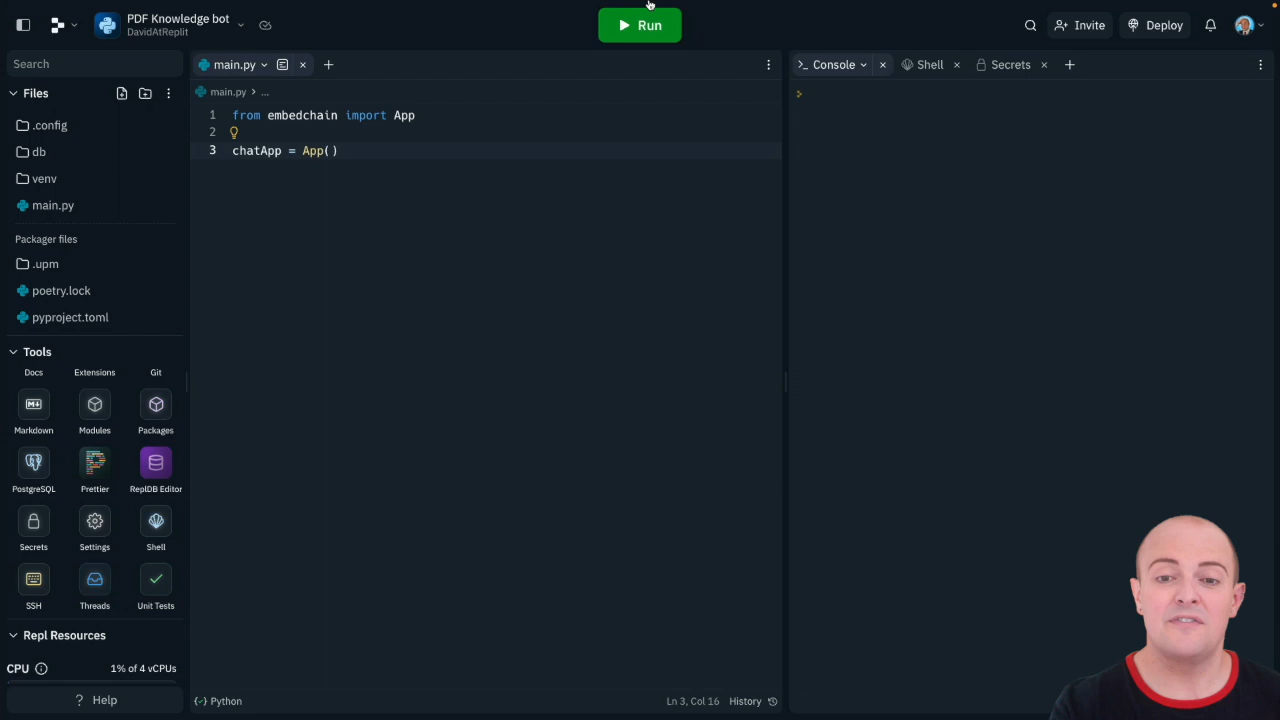 PDF Knowledge bot
DavidAtReplit
Run
Invite
Deploy
Search
main.py
Console
Shell
Secrets
Files
main.py > ...
.config
db
venv
main.py
1 from embedchain import App
2
3 chatApp = App()
Packager files
.upm
poetry.lock
pyproject.toml
Tools
Docs Extensions Git
Markdown Modules Packages
PostgreSQL Prettier ReplDB Editor
Secrets Settings Shell
SSH Threads Unit Tests
Repl Resources
CPU 1% of 4 vCPUs
? Help
Python
Ln 3, Col 16 History